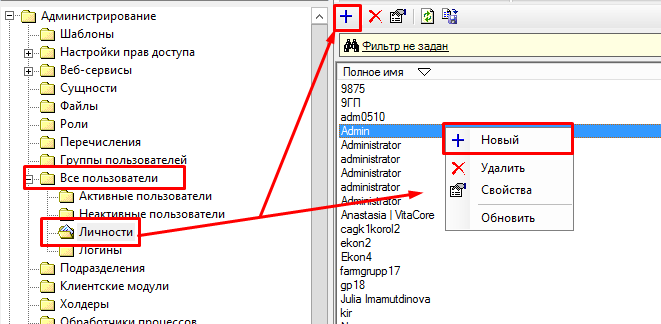 Администрирование
Шаблоны
Настройки прав доступа
Веб-сервисы
Сущности
Файлы
Роли
Перечисления
Группы пользователей
Все пользователи
Активные пользователи
Неактивные пользователи
Личности
Логины
Подразделения
Клиентские модули
Холдеры
Обработчики процессов
Фильтр не задан
Полное имя
9875
9ГП
adm0510
Admin
Administrator
administrator
Administrator
administrator
Administrator
Anastasia | VitaCore
cagk1korol2
ekon2
Ekon4
farmgrupp17
gp18
Julia Imamutdinova
kir
Новый
Удалить
Свойства
Обновить